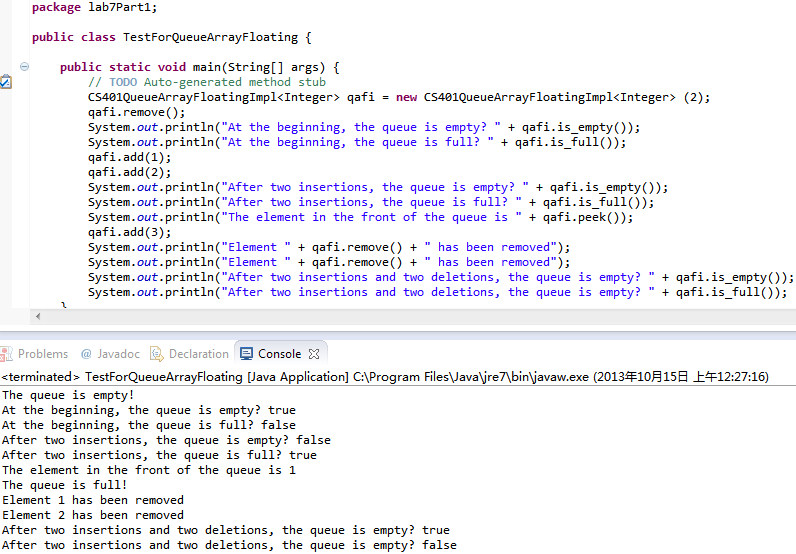 package lab7Part1;
public class TestForQueueArrayFloating {
public static void main(String[] args) {
// TODO Auto-generated method stub
CS401QueueArrayFloatingImpl<Integer> qafi = new CS401QueueArrayFloatingImpl<Integer> (2);
qafi.remove();
System.out.println("At the beginning, the queue is empty? " + qafi.is_empty());
System.out.println("At the beginning, the queue is full? " + qafi.is_full());
qafi.add(1);
qafi.add(2);
System.out.println("After two insertions, the queue is empty? " + qafi.is_empty());
System.out.println("After two insertions, the queue is full? " + qafi.is_full());
System.out.println("The element in the front of the queue is " + qafi.peek());
qafi.add(3);
System.out.println("Element " + qafi.remove() + " has been removed");
System.out.println("Element " + qafi.remove() + " has been removed");
System.out.println("After two insertions and two deletions, the queue is empty? " + qafi.is_empty());
System.out.println("After two insertions and two deletions, the queue is empty? " + qafi.is_full());
}
Problems @ Javadoc Declaration Console
<terminated> TestForQueueArrayFloating [Java Application] C:\Program Files\Java\jre7\bin\javaw.exe (2013年10月15日 上午12:27:16)
The queue is empty!
At the beginning, the queue is empty? true
At the beginning, the queue is full? false
After two insertions, the queue is empty? false
After two insertions, the queue is full? true
The element in the front of the queue is 1
The queue is full!
Element 1 has been removed
Element 2 has been removed
After two insertions and two deletions, the queue is empty? true
After two insertions and two deletions, the queue is empty? false